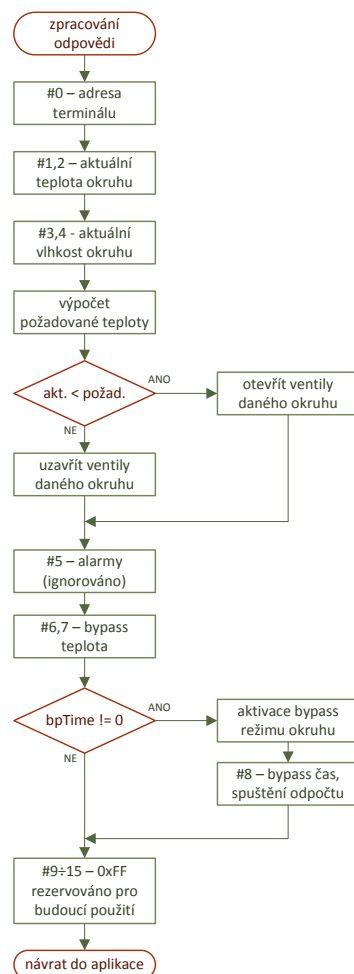 zpracování
odpovědi
#0 – adresa
terminálu
#1,2 – aktuální
teplota okruhu
#3,4 - aktuální
vlhkost okruhu
výpočet
požadované teploty
akt. < požad.
ANO
otevřít ventily
daného okruhu
NE
uzavřít ventily
daného okruhu
#5 – alarmy
(ignorováno)
#6,7 – bypass
teplota
bpTime != 0
ANO
aktivace bypass
režimu okruhu
NE
#8 – bypass čas,
spuštění odpočtu
#9÷15 – 0xFF
rezervováno pro
budoucí použití
návrat do aplikace